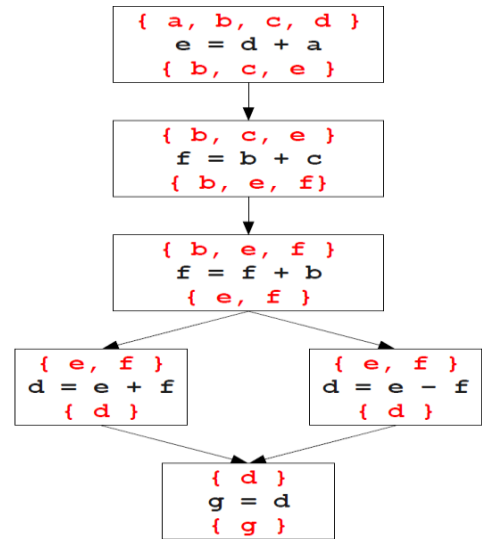 { a, b, c, d }
e = d + a
{ b, c, e }
{ b, c, e }
f = b + c
{ b, e, f}
{ b, e, f }
f = f + b
{ e, f }
{ e, f }
d = e + f
{ d }
{ e, f }
d = e - f
{ d }
{ d }
g = d
{ g }